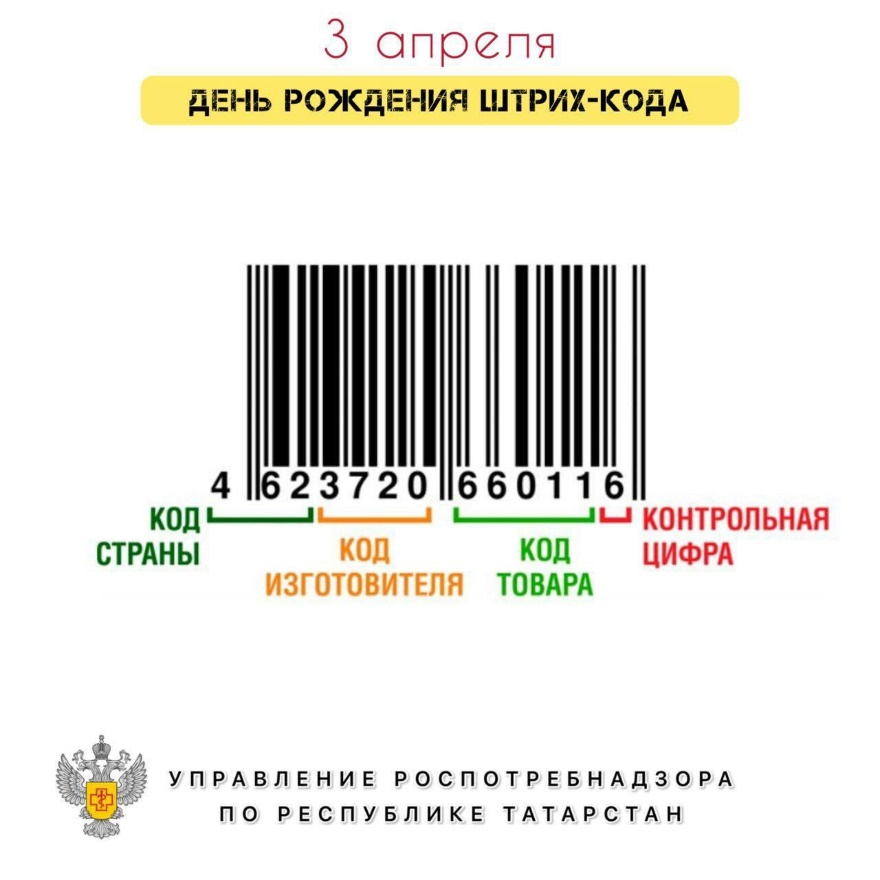 3 апреля
ДЕНЬ РОЖДЕНИЯ ШТРИХ-КОДА
4 623720 660116
КОД
СТРАНЫ
КОД
ИЗГОТОВИТЕЛЯ
КОД
ТОВАРА
КОНТРОЛЬНАЯ
ЦИФРА
УПРАВЛЕНИЕ РОСПОТРЕБНАДЗОРА
ПО РЕСПУБЛИКЕ ТАТАРСТАН